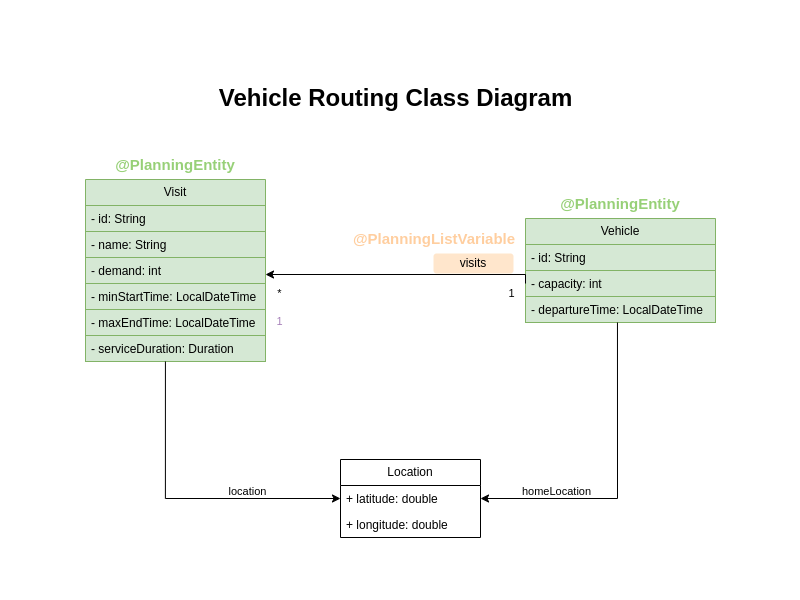 Vehicle Routing Class Diagram
@PlanningEntity
Visit
- id: String
- name: String
- demand: int
- minStartTime: LocalDateTime
- maxEndTime: LocalDateTime
- serviceDuration: Duration
@PlanningListVariable
visits
*
1
1
@PlanningEntity
Vehicle
- id: String
- capacity: int
- departureTime: LocalDateTime
location
Location
+ latitude: double
+ longitude: double
homeLocation